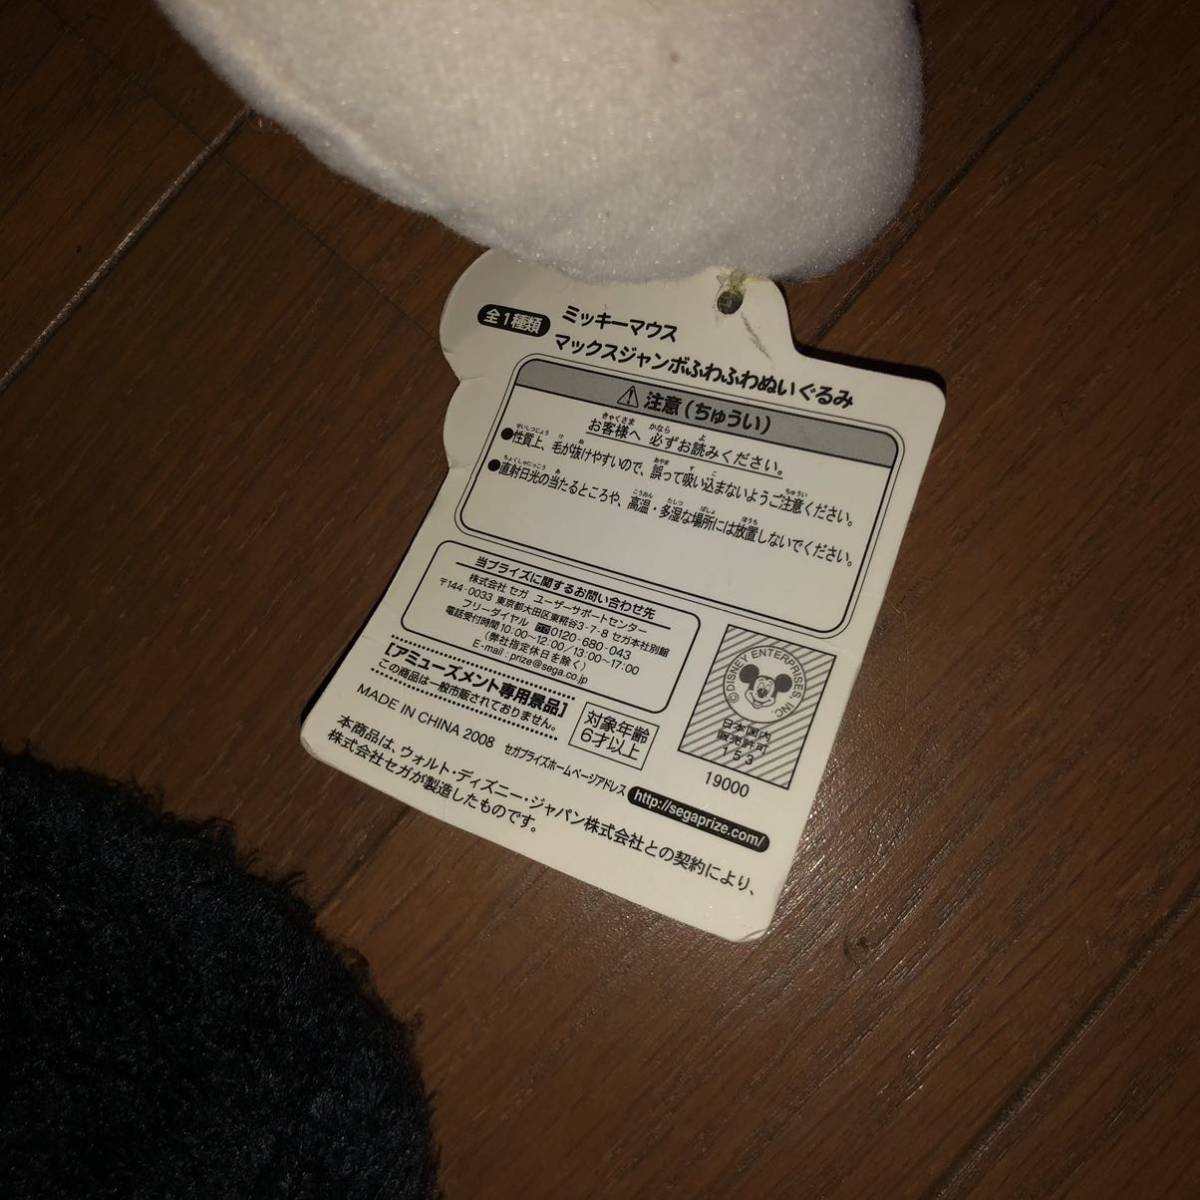 全1種類
ミッキーマウス
マックスジャンボふわふわぬいぐるみ
注意(ちゅうい)
お客様へ 必ずお読みください。
●性質上、毛が抜けやすいので、誤って吸い込まないようご注意ください。
●直射日光の当たるところや、高温・多湿な場所には放置しないでください。
当プライズに関するお問い合わせ先
株式会社 セガ ユーザーサポートセンター
〒144-0033 東京都大田区東糀谷3-7-8 セガ本社別館
フリーダイヤル 0120-680-043
電話受付時間10:00~12:00/13:00~17:00
(弊社指定休日を除く)
E-mail : prize@sega.co.jp
[アミューズメント専用景品]
この商品は一般市販されておりません。
対象年齢
6才以上
©DISNEY ENTERPRISES INC
日本国内
販売許可
153
19000
MADE IN CHINA 2008
セガプライズホームページアドレス http://segaprize.com/
本商品は、ウォルト・ディズニー・ジャパン株式会社との契約により、
株式会社セガが製造したものです。